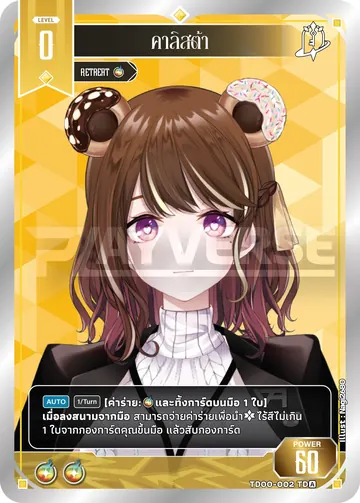 LEVEL
0
คาลิสต้า
RETREAT
PLAYVERSE
AUTO 1/Turn [ค่าร่าย: และทิ้งการ์ดบนมือ 1 ใบ]
เมื่อลงสนามจากมือ สามารถจ่ายค่าร่ายเพื่อนำ ไร้สีไม่เกิน
1 ใบจากกองการ์ดคุณขึ้นมือ แล้วสับกองการ์ด
POWER
60
TD00-002 TD A
Illust : Nap2680